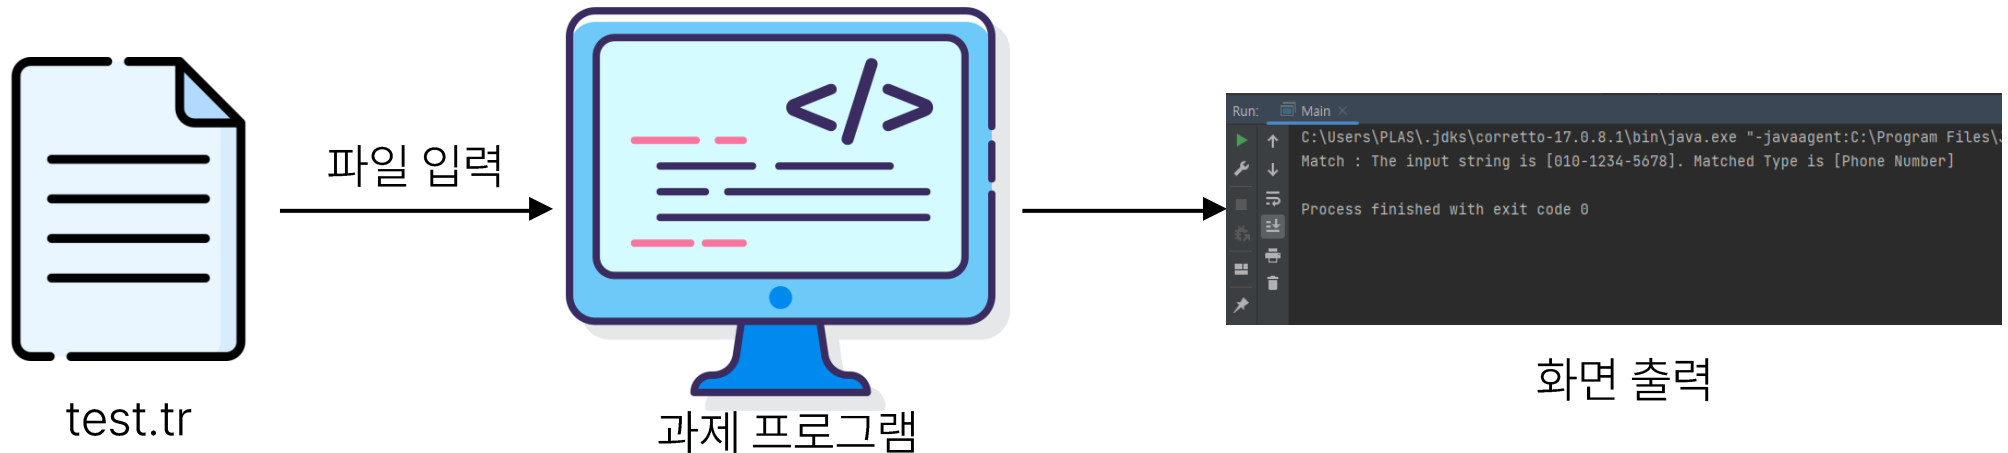 test.tr
파일 입력
</>
과제 프로그램
Run: Main
C:\Users\PLAS\.jdks\corretto-17.0.8.1\bin\java.exe "-javaagent:C:\Program Files\J
Match : The input string is [010-1234-5678]. Matched Type is [Phone Number]
Process finished with exit code 0
화면 출력